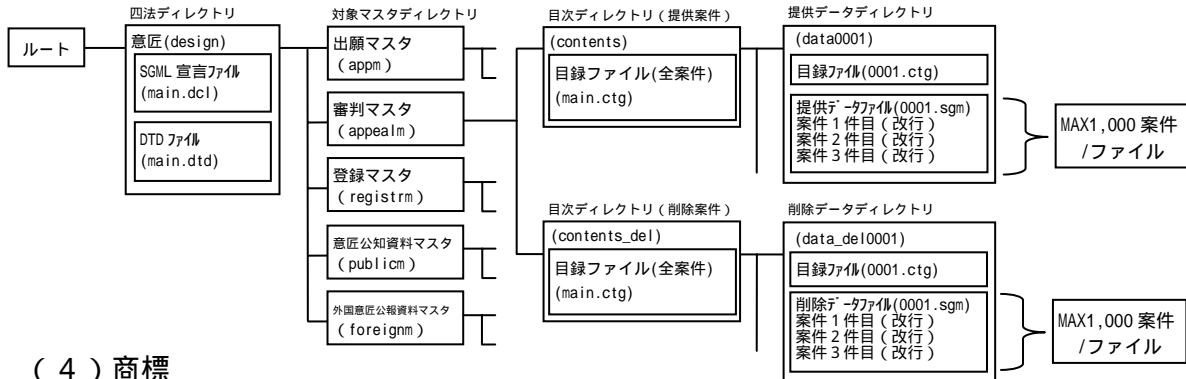 四法ディレクトリ
対象マスタディレクトリ
目次ディレクトリ（提供案件）
提供データディレクトリ
ルート
意匠(design)
SGML 宣言ファイル
(main.dcl)
DTD ファイル
(main.dtd)
出願マスタ
(appm)
審判マスタ
(appealm)
登録マスタ
(registrm)
意匠公知資料マスタ
(publicm)
外国意匠公報資料マスタ
(foreignm)
(contents)
目録ファイル(全案件)
(main.ctg)
(data0001)
目録ファイル(0001.ctg)
提供データファイル(0001.sgm)
案件１件目（改行）
案件２件目（改行）
案件３件目（改行）
MAX1,000 案件
/ファイル
目次ディレクトリ（削除案件）
削除データディレクトリ
(contents_del)
目録ファイル(全案件)
(main.ctg)
(data_del0001)
目録ファイル(0001.ctg)
削除データファイル(0001.sgm)
案件１件目（改行）
案件２件目（改行）
案件３件目（改行）
MAX1,000 案件
/ファイル
（４）商標